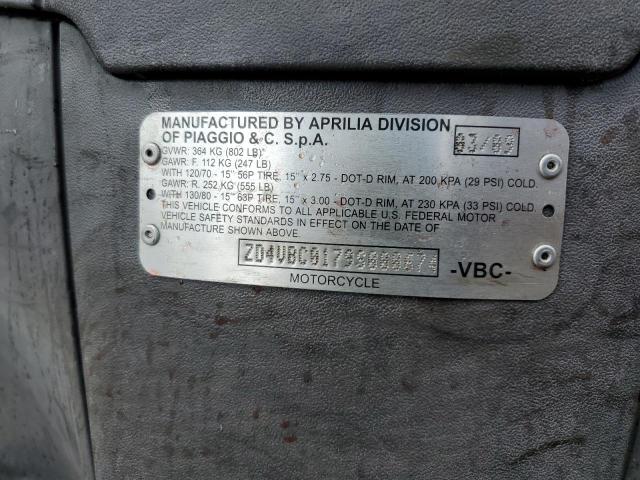 MANUFACTURED BY APRILIA DIVISION 03/09
OF PIAGGIO & C. S.p.A.
GVWR: 364 KG (802 LB)
GAWR: F. 112 KG (247 LB)
WITH 120/70 - 15" 56P TIRE, 15" x 2.75 - DOT-D RIM, AT 200 KPA (29 PSI) COLD.
GAWR: R. 252 KG (555 LB)
WITH 130/80 - 15" 63P TIRE, 15" x 3.00 - DOT-D RIM, AT 230 KPA (33 PSI) COLD.
THIS VEHICLE CONFORMS TO ALL APPLICABLE U.S. FEDERAL MOTOR
VEHICLE SAFETY STANDARDS IN EFFECT ON THE DATE OF
MANUFACTURE SHOWN ABOVE.
-VBC-
MOTORCYCLE